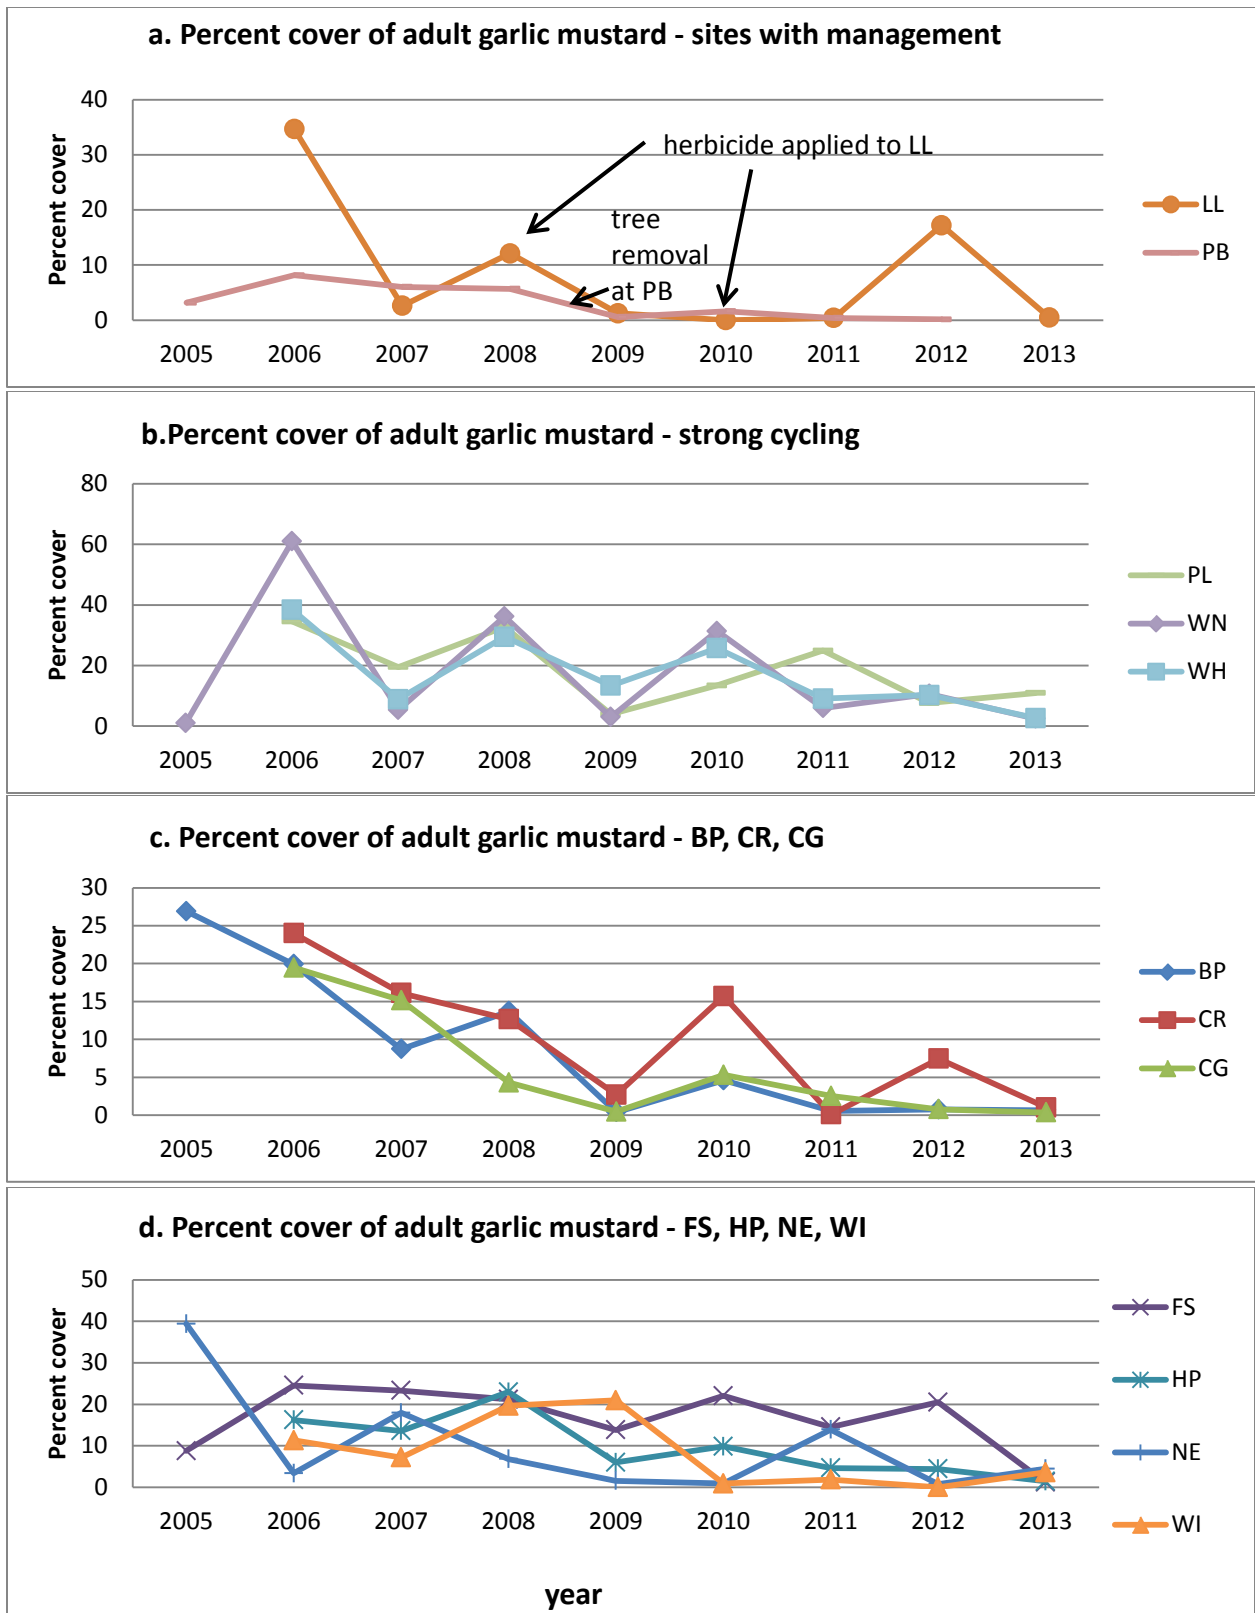 a. Percent cover of adult garlic mustard - sites with management
Percent cover
40
30
20
10
0
herbicide applied to LL
tree
removal
at PB
2005 2006 2007 2008 2009 2010 2011 2012 2013
LL
PB
b.Percent cover of adult garlic mustard - strong cycling
Percent cover
80
60
40
20
0
2005 2006 2007 2008 2009 2010 2011 2012 2013
PL
WN
WH
c. Percent cover of adult garlic mustard - BP, CR, CG
Percent cover
30
25
20
15
10
5
0
2005 2006 2007 2008 2009 2010 2011 2012 2013
BP
CR
CG
d. Percent cover of adult garlic mustard - FS, HP, NE, WI
Percent cover
50
40
30
20
10
0
2005 2006 2007 2008 2009 2010 2011 2012 2013
FS
HP
NE
WI
year